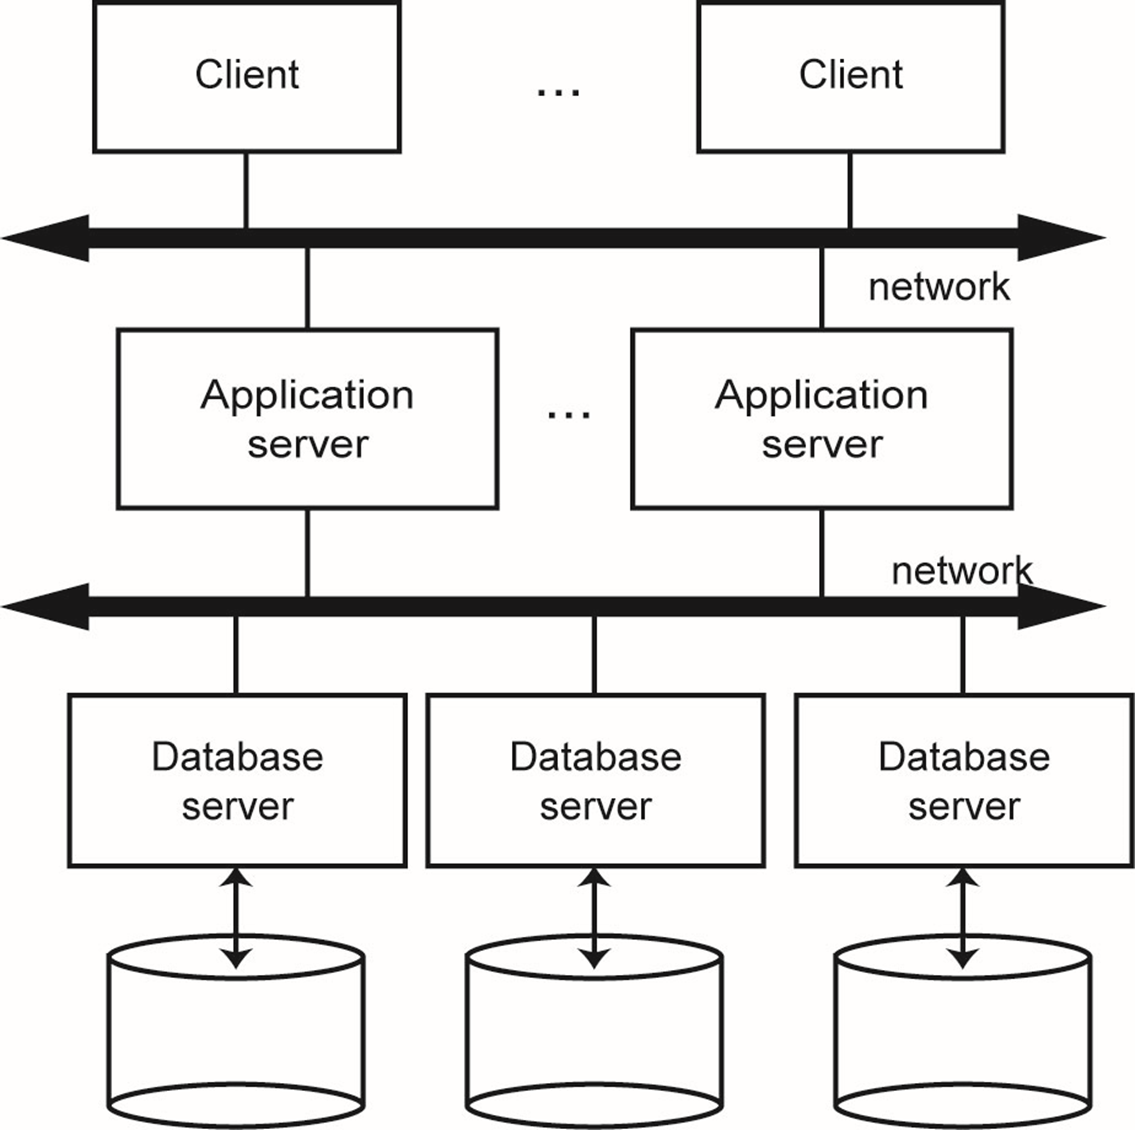 Client
...
Client
network
Application
server
...
Application
server
network
Database
server
Database
server
Database
server